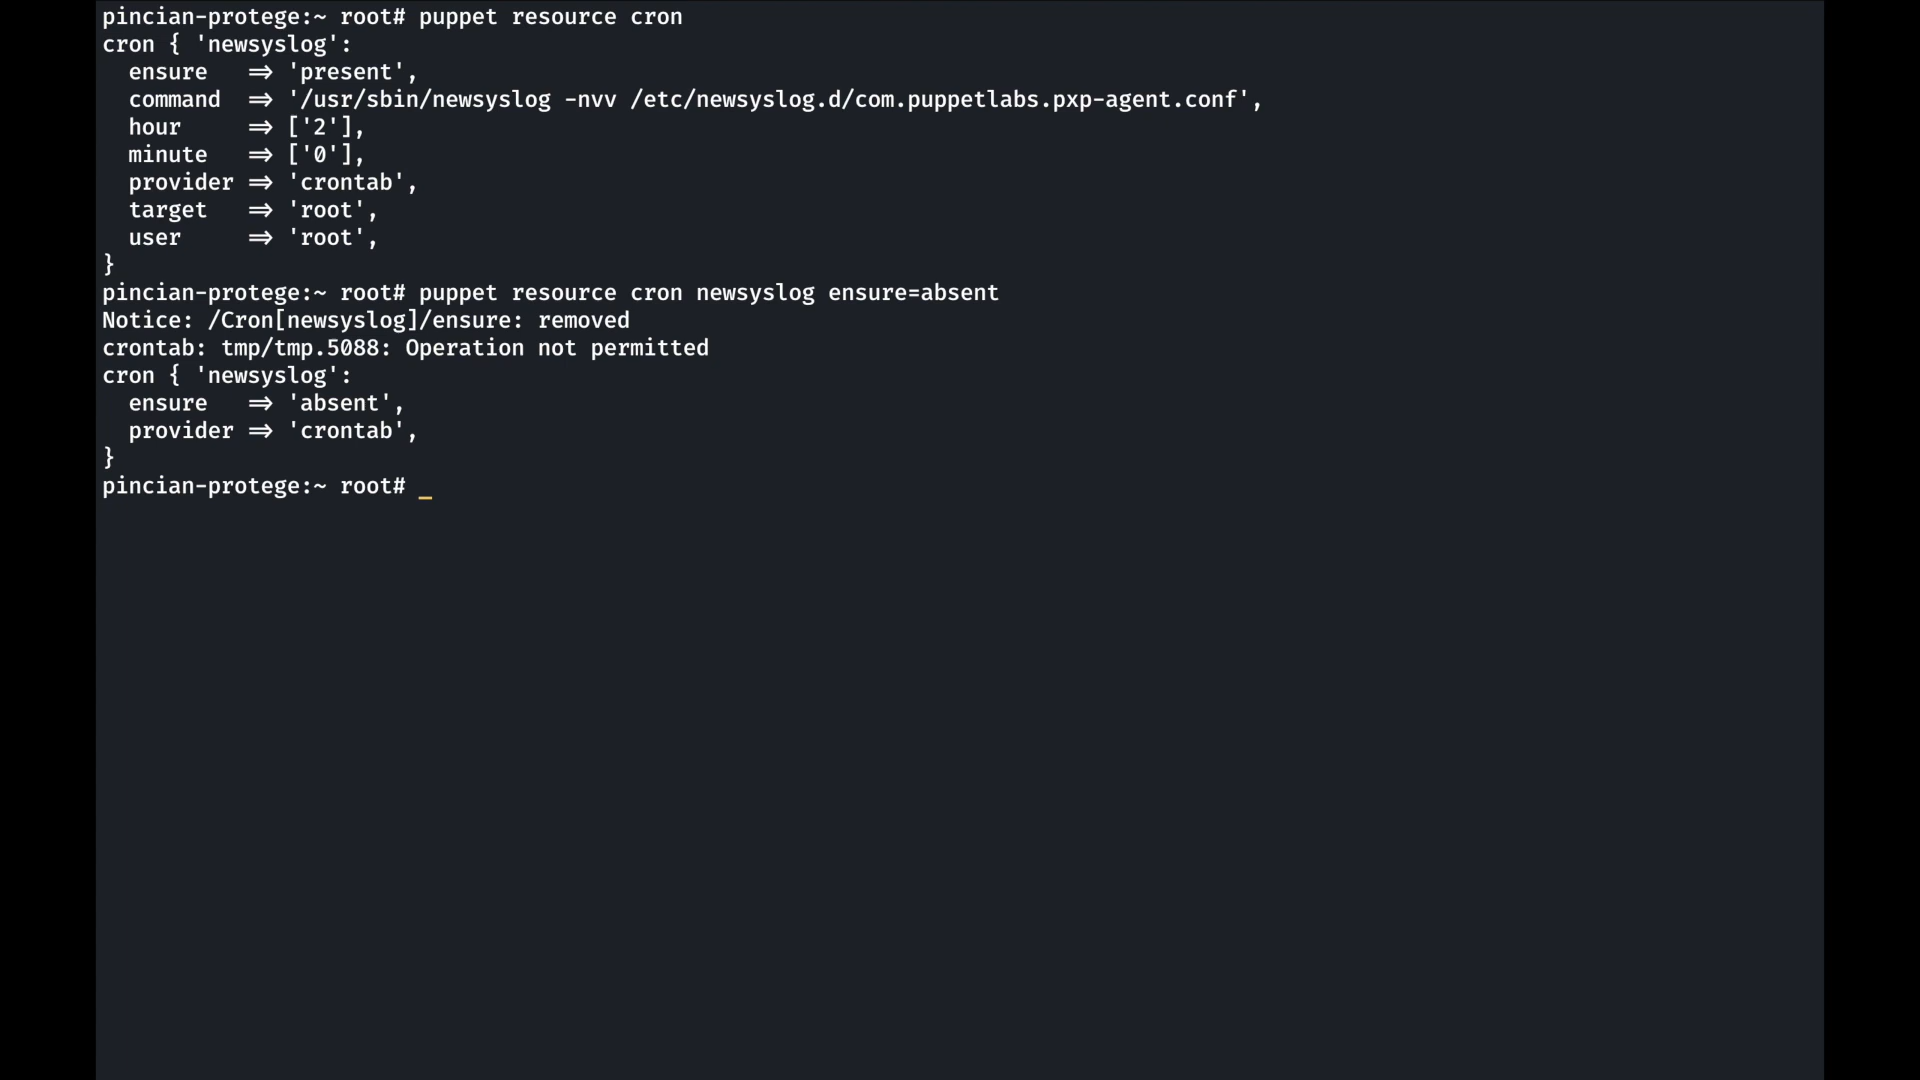 pincian-protege:~ root# puppet resource cron
cron { 'newsyslog':
  ensure   => 'present',
  command  => '/usr/sbin/newsyslog -nvv /etc/newsyslog.d/com.puppetlabs.pxp-agent.conf',
  hour     => ['2'],
  minute   => ['0'],
  provider => 'crontab',
  target   => 'root',
  user     => 'root',
}
pincian-protege:~ root# puppet resource cron newsyslog ensure=absent
Notice: /Cron[newsyslog]/ensure: removed
crontab: tmp/tmp.5088: Operation not permitted
cron { 'newsyslog':
  ensure   => 'absent',
  provider => 'crontab',
}
pincian-protege:~ root# _